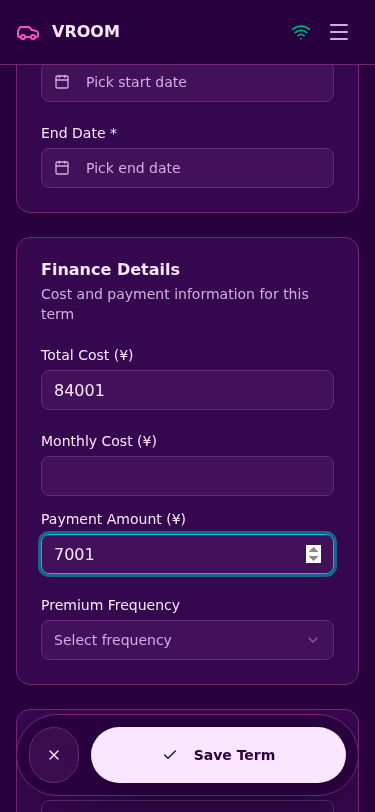 VROOM
Pick start date
End Date *
Pick end date
Finance Details
Cost and payment information for this
term
Total Cost (¥)
84001
Monthly Cost (¥)
Payment Amount (¥)
7001
Premium Frequency
Select frequency
Save Term